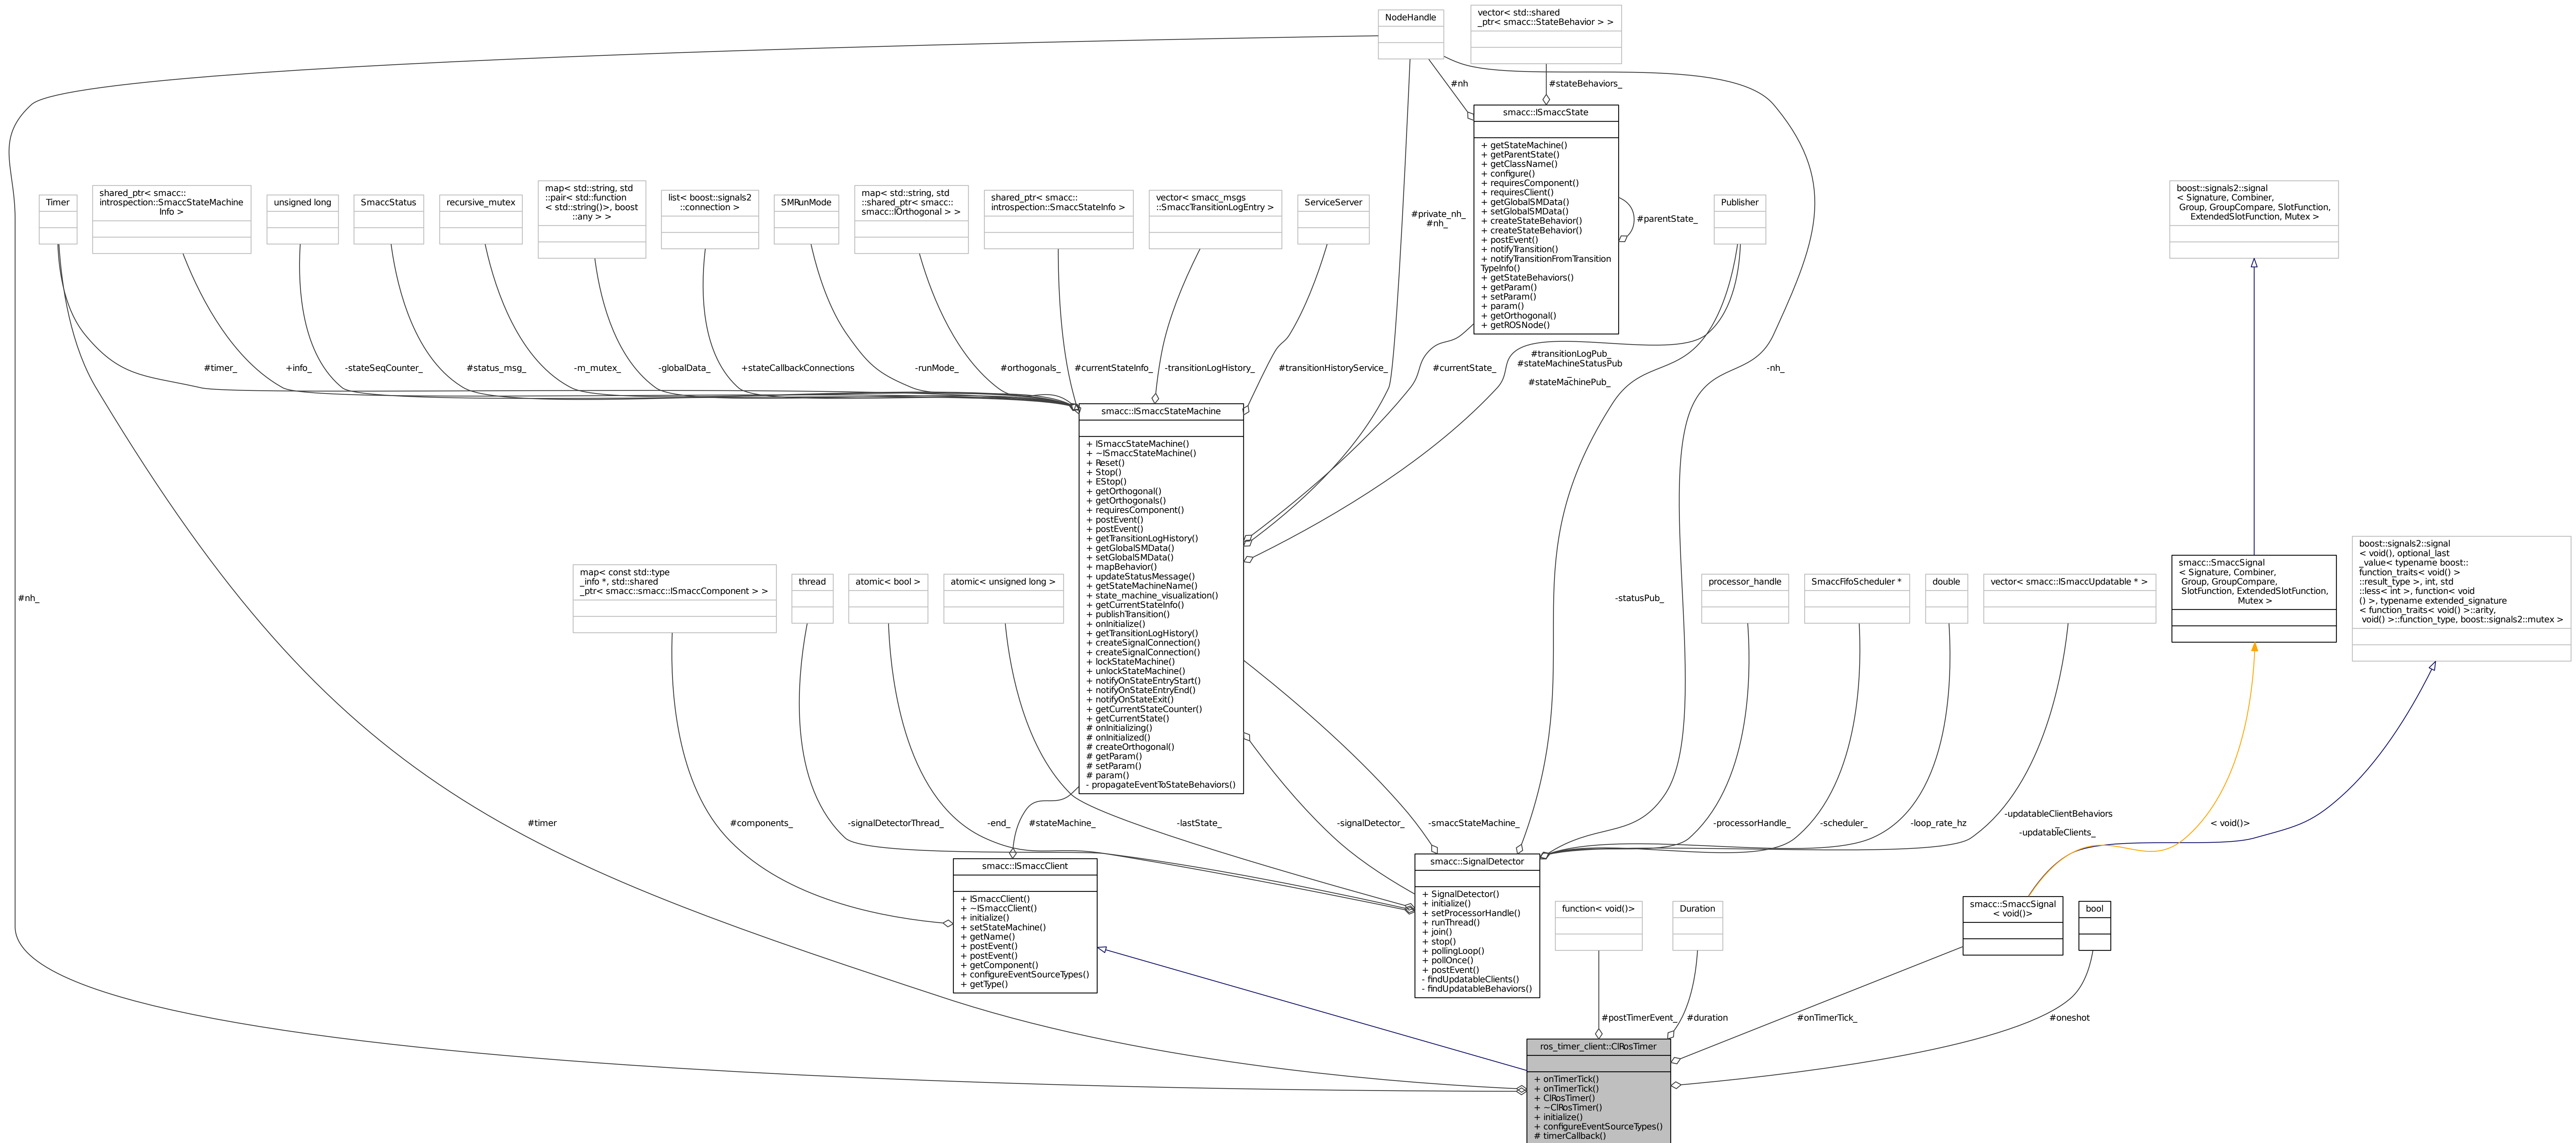 NodeHandle
vector< std::shared
_ptr< smacc::StateBehavior > >
#nh
#stateBehaviors_
smacc::ISmaccState
+ getStateMachine()
+ getParentState()
+ getClassName()
+ configure()
+ requiresComponent()
+ requiresClient()
+ getGlobalSMData()
+ setGlobalSMData()
+ createStateBehavior()
+ createStateBehavior()
+ postEvent()
+ notifyTransition()
+ notifyTransitionFromTransition
TypeInfo()
+ getStateBehaviors()
+ getParam()
+ setParam()
+ param()
+ getOrthogonal()
+ getROSNode()
#parentState_
Timer
shared_ptr< smacc::
introspection::SmaccStateMachine
Info >
unsigned long
SmaccStatus
recursive_mutex
map< std::string, std
::pair< std::function
< std::string()>, boost
::any > >
list< boost::signals2
::connection >
SMRunMode
map< std::string, std
::shared_ptr< smacc::
smacc::IOrthogonal > >
shared_ptr< smacc::
introspection::SmaccStateInfo >
vector< smacc_msgs
::SmaccTransitionLogEntry >
ServiceServer
#private_nh_
#nh_
Publisher
boost::signals2::signal
< Signature, Combiner,
Group, GroupCompare, SlotFunction,
ExtendedSlotFunction, Mutex >
#timer_
+info_
-stateSeqCounter_
#status_msg_
-m_mutex_
-globalData_
+stateCallbackConnections
-runMode_
#orthogonals_
#currentStateInfo_
-transitionLogHistory_
#transitionHistoryService_
#currentState_
#transitionLogPub_
#stateMachineStatusPub
_
#stateMachinePub_
-nh_
smacc::ISmaccStateMachine
+ ISmaccStateMachine()
+ ~ISmaccStateMachine()
+ Reset()
+ Stop()
+ EStop()
+ getOrthogonal()
+ getOrthogonals()
+ requiresComponent()
+ postEvent()
+ postEvent()
+ getTransitionLogHistory()
+ getGlobalSMData()
+ setGlobalSMData()
+ mapBehavior()
+ updateStatusMessage()
+ getStateMachineName()
+ state_machine_visualization()
+ getCurrentStateInfo()
+ publishTransition()
+ onInitialize()
+ getTransitionLogHistory()
+ createSignalConnection()
+ createSignalConnection()
+ lockStateMachine()
+ unlockStateMachine()
+ notifyOnStateEntryStart()
+ notifyOnStateEntryEnd()
+ notifyOnStateExit()
+ getCurrentStateCounter()
+ getCurrentState()
# onInitializing()
# onInitialized()
# createOrthogonal()
# getParam()
# setParam()
# param()
- propagateEventToStateBehaviors()
#nh_
map< const std::type
_info *, std::shared
_ptr< smacc::smacc::ISmaccComponent > >
thread
atomic< bool >
atomic< unsigned long >
-statusPub_
processor_handle
SmaccFifoScheduler *
double
vector< smacc::ISmaccUpdatable * >
smacc::SmaccSignal
< Signature, Combiner,
Group, GroupCompare,
SlotFunction, ExtendedSlotFunction,
Mutex >
boost::signals2::signal
< void(), optional_last
_value< typename boost::
function_traits< void() >
::result_type >, int, std
::less< int >, function< void
() >, typename extended_signature
< function_traits< void() >::arity,
void() >::function_type, boost::signals2::mutex >
#timer
#components_
-signalDetectorThread_
-end_
#stateMachine_
-lastState_
-signalDetector_
-smaccStateMachine_
-processorHandle_
-scheduler_
-loop_rate_hz
-updatableClientBehaviors
_
-updatableClients_
< void()>
smacc::ISmaccClient
+ ISmaccClient()
+ ~ISmaccClient()
+ initialize()
+ setStateMachine()
+ getName()
+ postEvent()
+ postEvent()
+ getComponent()
+ configureEventSourceTypes()
+ getType()
smacc::SignalDetector
+ SignalDetector()
+ initialize()
+ setProcessorHandle()
+ runThread()
+ join()
+ stop()
+ pollingLoop()
+ pollOnce()
+ postEvent()
- findUpdatableClients()
- findUpdatableBehaviors()
function< void()>
Duration
smacc::SmaccSignal
< void()>
bool
#postTimerEvent_
#duration
#onTimerTick_
#oneshot
ros_timer_client::ClRosTimer
+ onTimerTick()
+ onTimerTick()
+ ClRosTimer()
+ ~ClRosTimer()
+ initialize()
+ configureEventSourceTypes()
# timerCallback()